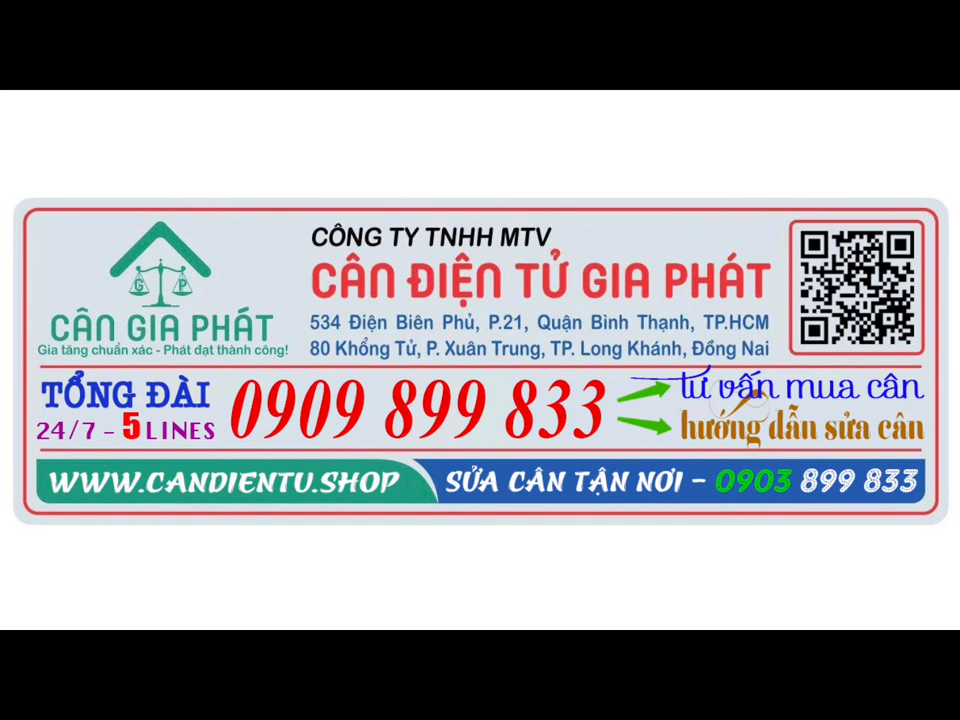 G P
CÂN GIA PHÁT
Gia tăng chuẩn xác - Phát đạt thành công!
CÔNG TY TNHH MTV
CÂN ĐIỆN TỬ GIA PHÁT
534 Điện Biên Phủ, P.21, Quận Bình Thạnh, TP.HCM
80 Khổng Tử, P. Xuân Trung, TP. Long Khánh, Đồng Nai
TỔNG ĐÀI
24/7 - 5 LINES
0909 899 833
tư vấn mua cân
hướng dẫn sửa cân
WWW.CANDIENTU.SHOP
SỬA CÂN TẬN NƠI - 0903 899 833